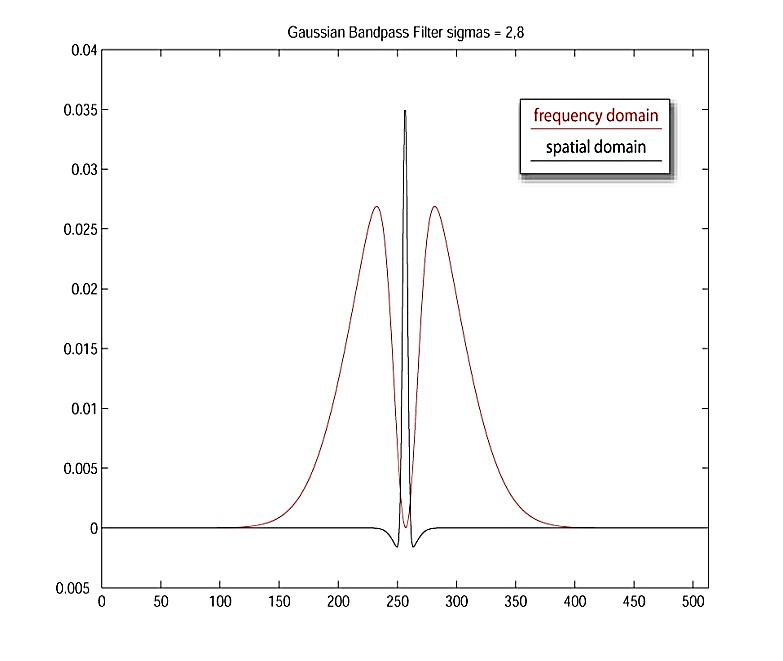 Gaussian Bandpass Filter sigmas = 2,8
0.04
0.035
0.03
0.025
0.02
0.015
0.01
0.005
0
0.005
frequency domain
spatial domain
0 50 100 150 200 250 300 350 400 450 500